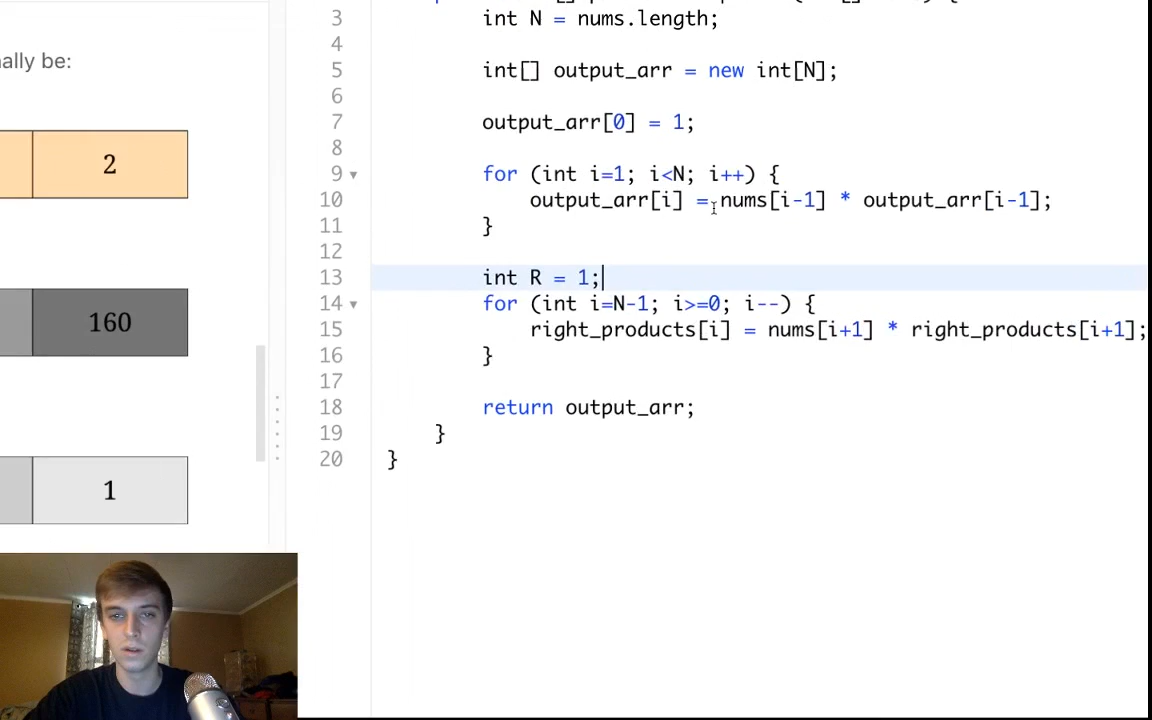 3 int N = nums.length;
ally be:
4
5 int[] output_arr = new int[N];
6
7 output_arr[0] = 1;
8
2
9 for (int i=1; i<N; i++) {
10 output_arr[i] = nums[i-1] * output_arr[i-1];
11 }
12
13 int R = 1;
14 for (int i=N-1; i>=0; i--) {
160
15 right_products[i] = nums[i+1] * right_products[i+1];
16 }
17
18 return output_arr;
19 }
20 }
1